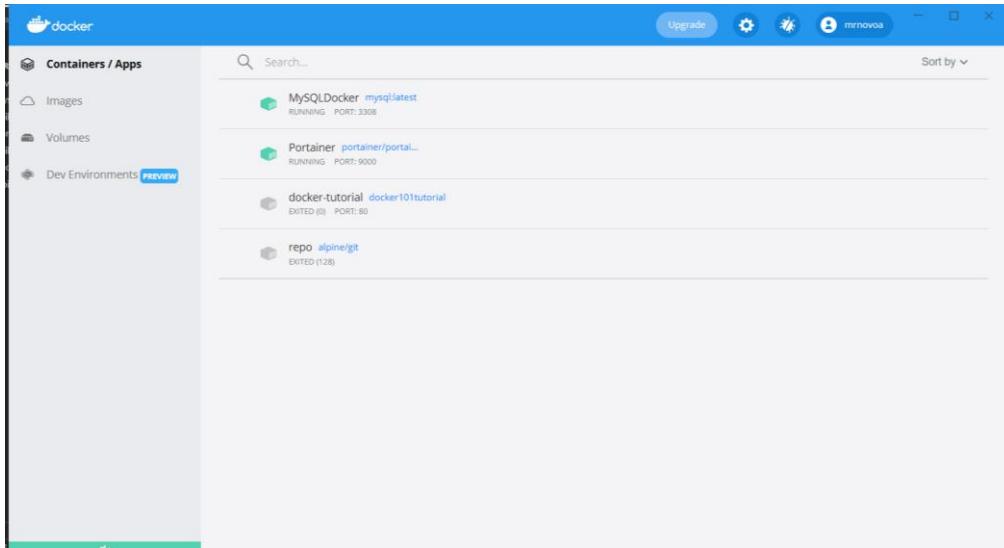 docker
Upgrade
mrnovoa
Containers / Apps
Images
Volumes
Dev Environments PREVIEW
Search...
Sort by
MySQLDocker mysql:latest
RUNNING PORT: 3308
Portainer portainer/portai...
RUNNING PORT: 9000
docker-tutorial docker101tutorial
EXITED (0) PORT: 80
repo alpine/git
EXITED (128)